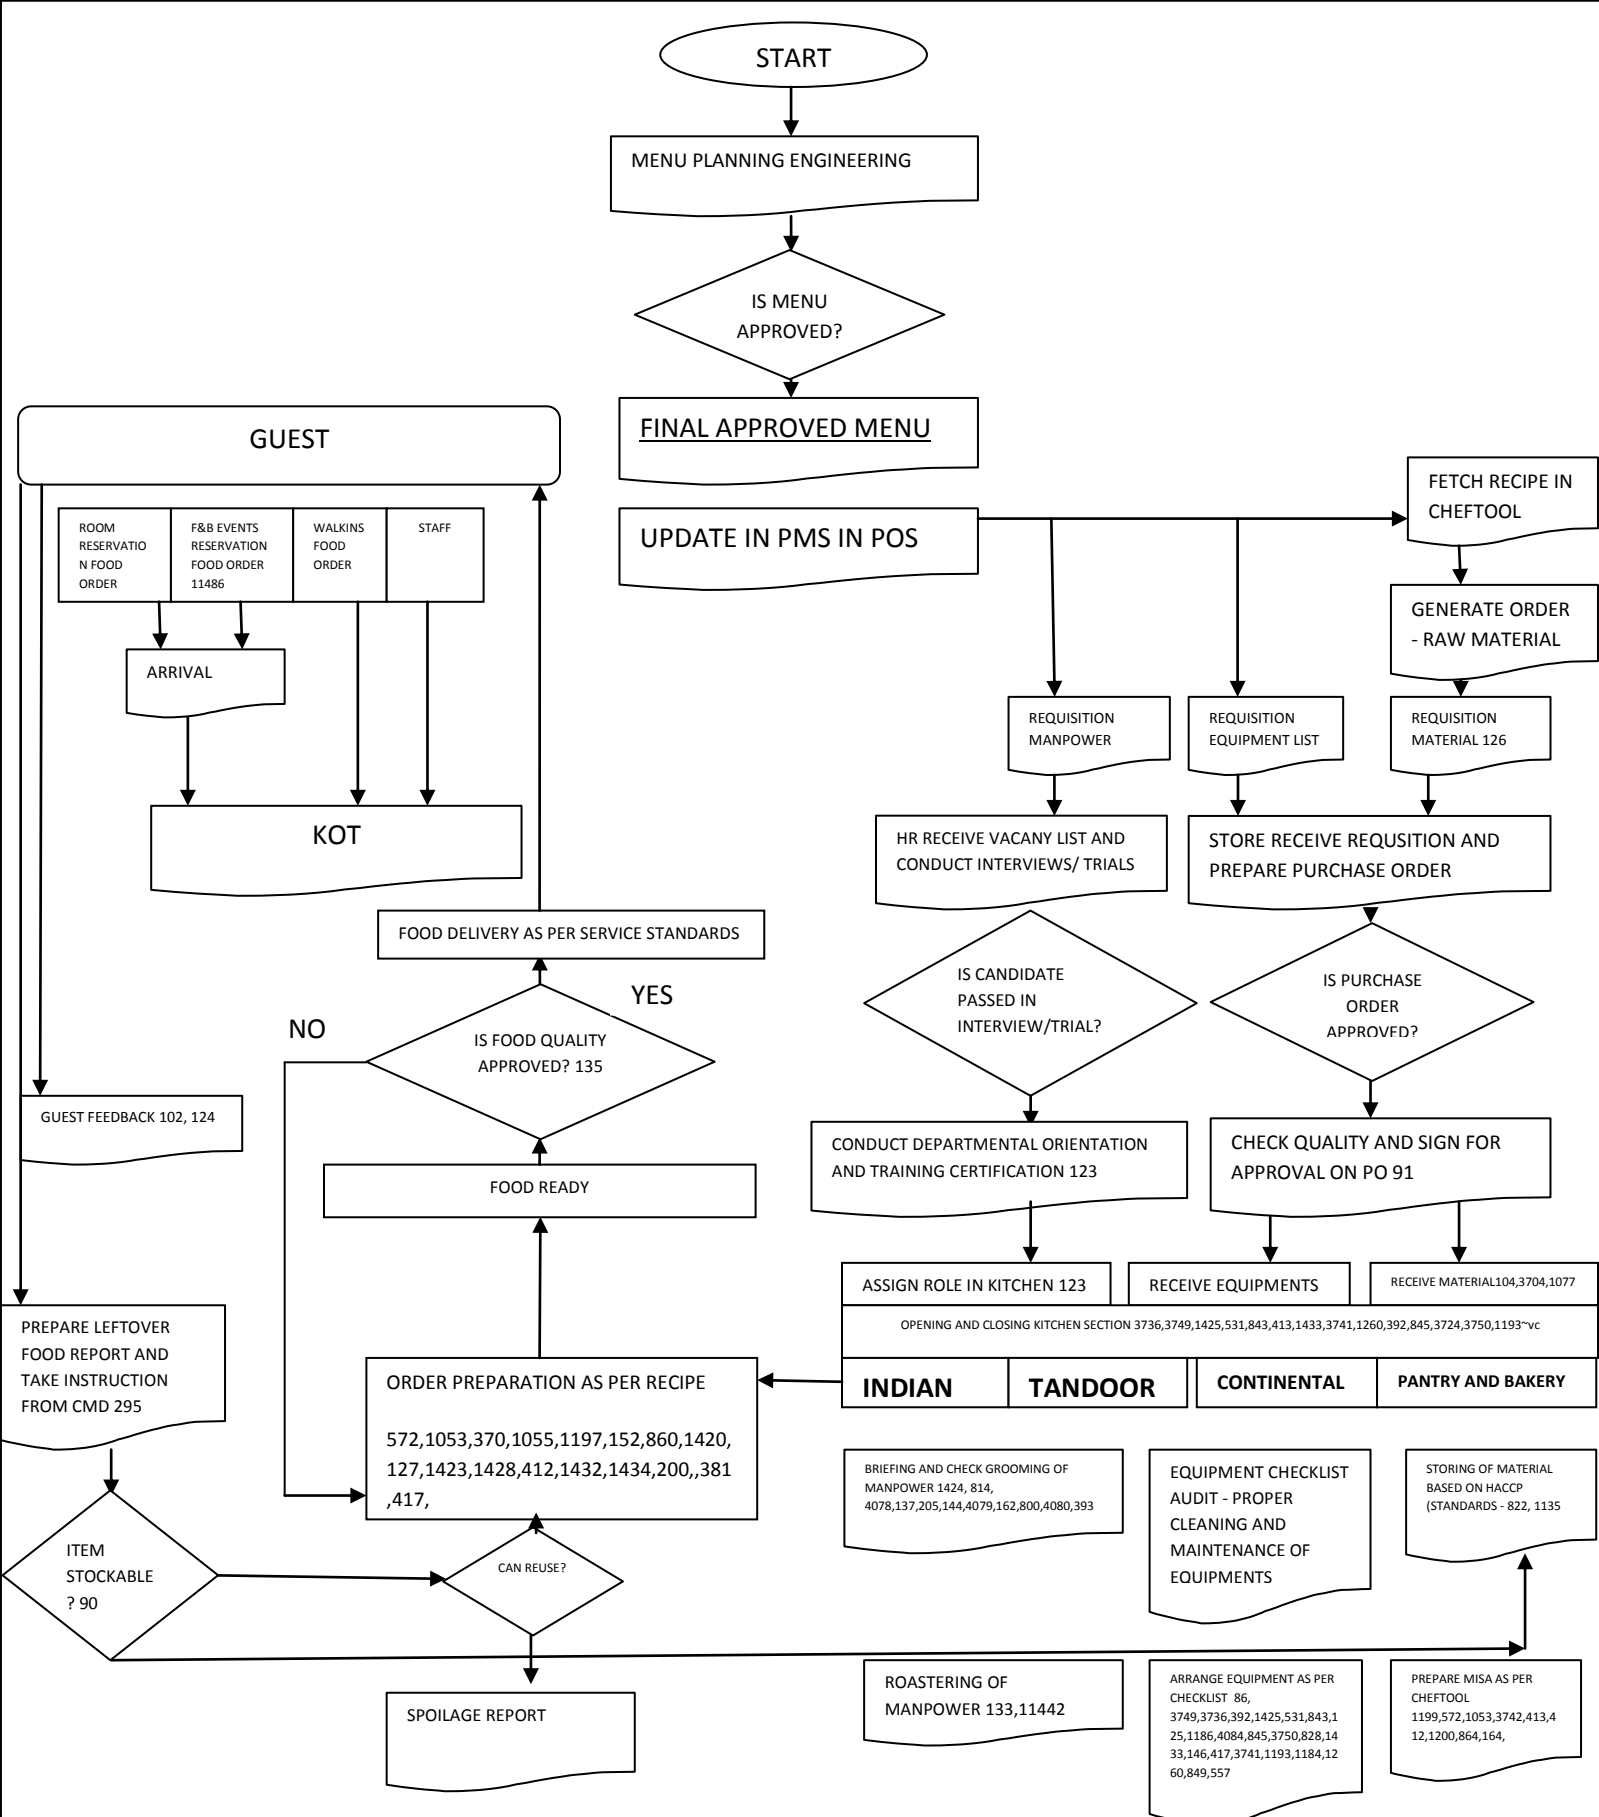 START
MENU PLANNING ENGINEERING
IS MENU
APPROVED?
FINAL APPROVED MENU
GUEST
ROOM
RESERVATIO
N FOOD
ORDER
F&B EVENTS
RESERVATION
FOOD ORDER
11486
WALKINS
FOOD
ORDER
STAFF
UPDATE IN PMS IN POS
FETCH RECIPE IN
CHEFTOOL
GENERATE ORDER
- RAW MATERIAL
ARRIVAL
REQUISITION
MANPOWER
REQUISITION
EQUIPMENT LIST
REQUISITION
MATERIAL 126
KOT
HR RECEIVE VACANY LIST AND
CONDUCT INTERVIEWS/ TRIALS
STORE RECEIVE REQUSITION AND
PREPARE PURCHASE ORDER
FOOD DELIVERY AS PER SERVICE STANDARDS
YES
NO
IS FOOD QUALITY
APPROVED? 135
IS CANDIDATE
PASSED IN
INTERVIEW/TRIAL?
IS PURCHASE
ORDER
APPROVED?
GUEST FEEDBACK 102, 124
CONDUCT DEPARTMENTAL ORIENTATION
AND TRAINING CERTIFICATION 123
CHECK QUALITY AND SIGN FOR
APPROVAL ON PO 91
FOOD READY
ASSIGN ROLE IN KITCHEN 123
RECEIVE EQUIPMENTS
RECEIVE MATERIAL104,3704,1077
OPENING AND CLOSING KITCHEN SECTION 3736,3749,1425,531,843,413,1433,3741,1260,392,845,3724,3750,1193~vc
PREPARE LEFTOVER
FOOD REPORT AND
TAKE INSTRUCTION
FROM CMD 295
ORDER PREPARATION AS PER RECIPE
572,1053,370,1055,1197,152,860,1420,
127,1423,1428,412,1432,1434,200,,381
,417,
INDIAN
TANDOOR
CONTINENTAL
PANTRY AND BAKERY
BRIEFING AND CHECK GROOMING OF
MANPOWER 1424, 814,
4078,137,205,144,4079,162,800,4080,393
EQUIPMENT CHECKLIST
AUDIT - PROPER
CLEANING AND
MAINTENANCE OF
EQUIPMENTS
STORING OF MATERIAL
BASED ON HACCP
(STANDARDS - 822, 1135
ITEM
STOCKABLE
? 90
CAN REUSE?
SPOILAGE REPORT
ROASTERING OF
MANPOWER 133,11442
ARRANGE EQUIPMENT AS PER
CHECKLIST 86,
3749,3736,392,1425,531,843,1
25,1186,4084,845,3750,828,14
33,146,417,3741,1193,1184,12
60,849,557
PREPARE MISA AS PER
CHEFTOOL
1199,572,1053,3742,413,4
12,1200,864,164,